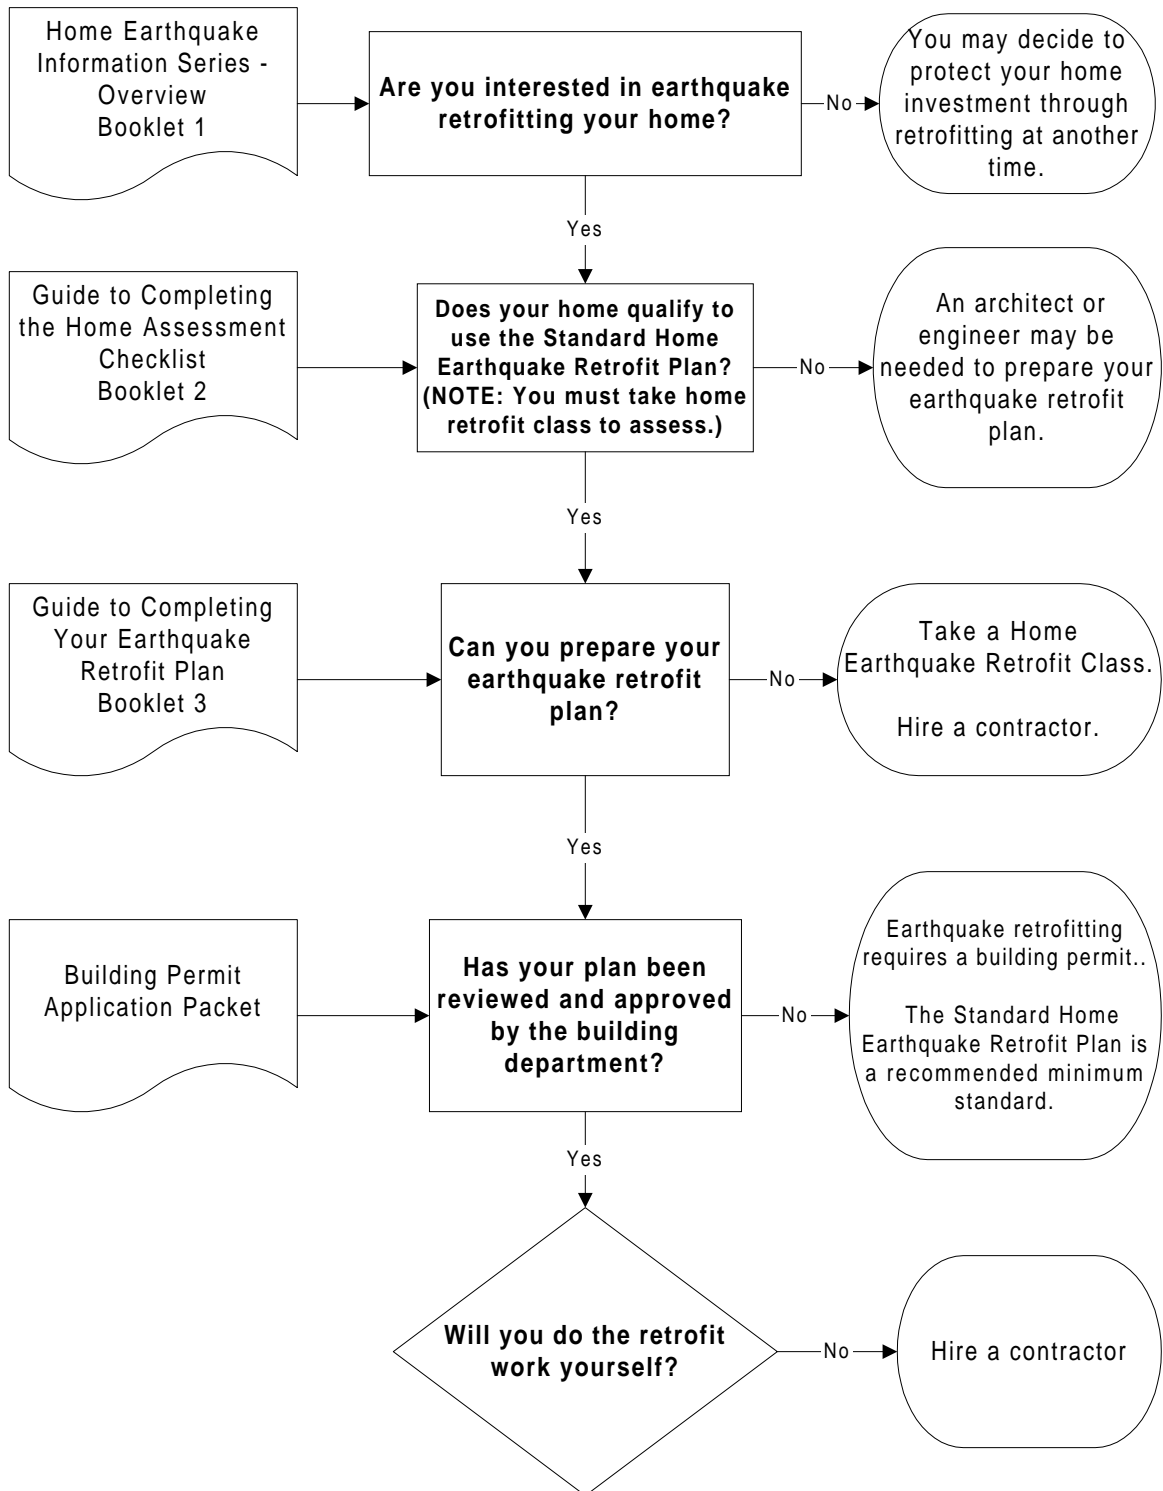 Home Earthquake
Information Series -
Overview
Booklet 1
Are you interested in earthquake
retrofitting your home?
No
You may decide to
protect your home
investment through
retrofitting at another
time.
Yes
Guide to Completing
the Home Assessment
Checklist
Booklet 2
Does your home qualify to
use the Standard Home
Earthquake Retrofit Plan?
(NOTE: You must take home
retrofit class to assess.)
No
An architect or
engineer may be
needed to prepare your
earthquake retrofit
plan.
Yes
Guide to Completing
Your Earthquake
Retrofit Plan
Booklet 3
Can you prepare your
earthquake retrofit
plan?
No
Take a Home
Earthquake Retrofit Class.
Hire a contractor.
Yes
Building Permit
Application Packet
Has your plan been
reviewed and approved
by the building
department?
No
Earthquake retrofitting
requires a building permit..
The Standard Home
Earthquake Retrofit Plan is
a recommended minimum
standard.
Yes
Will you do the retrofit
work yourself?
No
Hire a contractor